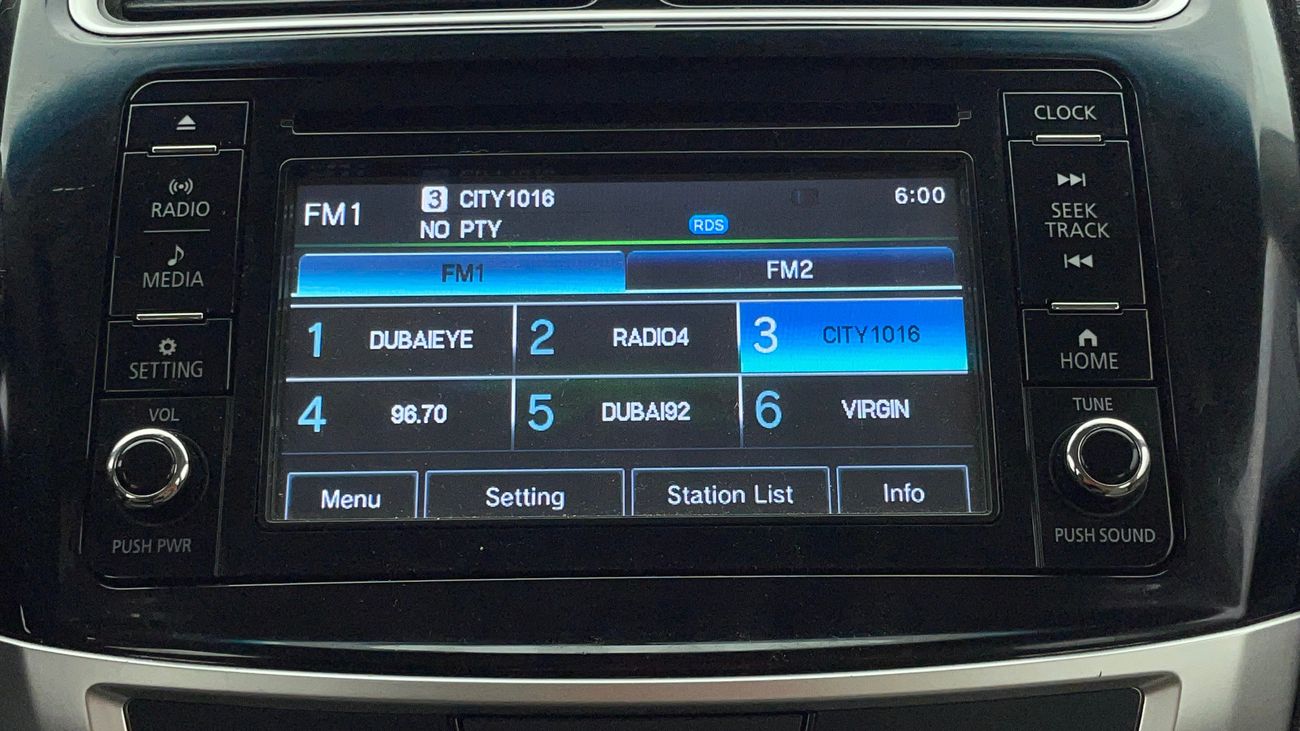 CLOCK
RADIO
MEDIA
SETTING
VOL
PUSH PWR
FM1
3 CITY1016
6:00
NO PTY
RDS
FM1 FM2
1 DUBAIEYE 2 RADIO4 3 CITY1016
4 96.70 5 DUBAI92 6 VIRGIN
Menu Setting Station List Info
SEEK
TRACK
HOME
TUNE
PUSH SOUND